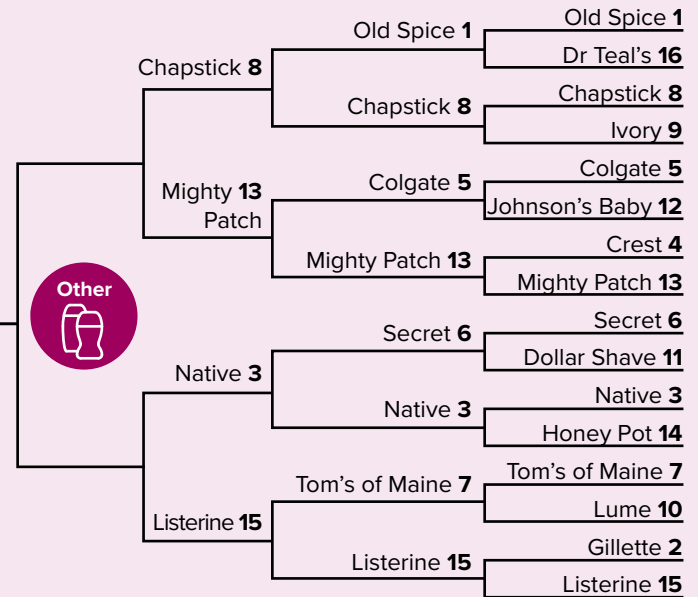 Old Spice 1
Dr Teal's 16
Chapstick 8
Ivory 9
Colgate 5
Johnson's Baby 12
Crest 4
Mighty Patch 13
Secret 6
Dollar Shave 11
Native 3
Honey Pot 14
Tom's of Maine 7
Lume 10
Gillette 2
Listerine 15
Old Spice 1
Chapstick 8
Colgate 5
Mighty Patch 13
Secret 6
Native 3
Tom's of Maine 7
Listerine 15
Chapstick 8
Mighty 13
Patch
Native 3
Listerine 15
Other